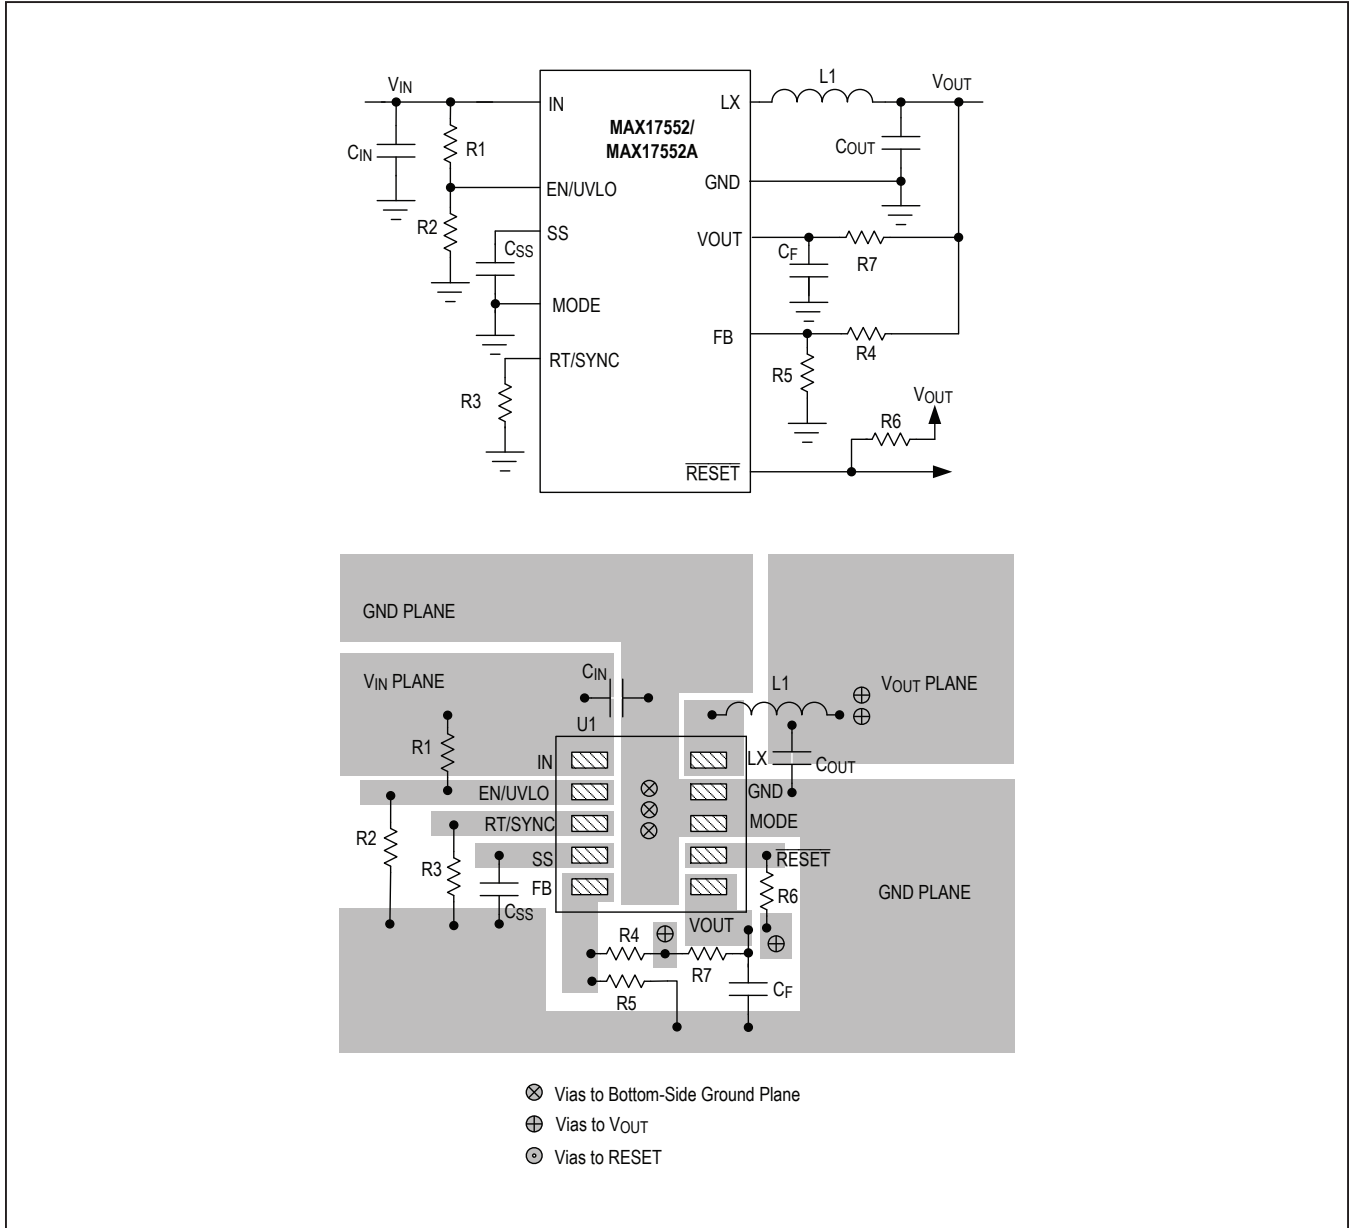 VIN
L1
VOUT
IN
LX
MAX17552/
MAX17552A
CIN
R1
COUT
EN/UVLO
GND
R2
SS
VOUT
CSS
CF
R7
MODE
FB
RT/SYNC
R4
R5
R3
VOUT
R6
RESET
GND PLANE
VIN PLANE
CIN
L1
VOUT PLANE
U1
R1
IN
LX
COUT
EN/UVLO
GND
RT/SYNC
MODE
R2
R3
SS
RESET
FB
R6
GND PLANE
CSS
VOUT
R4
R7
R5
CF
Vias to Bottom-Side Ground Plane
Vias to VOUT
Vias to RESET